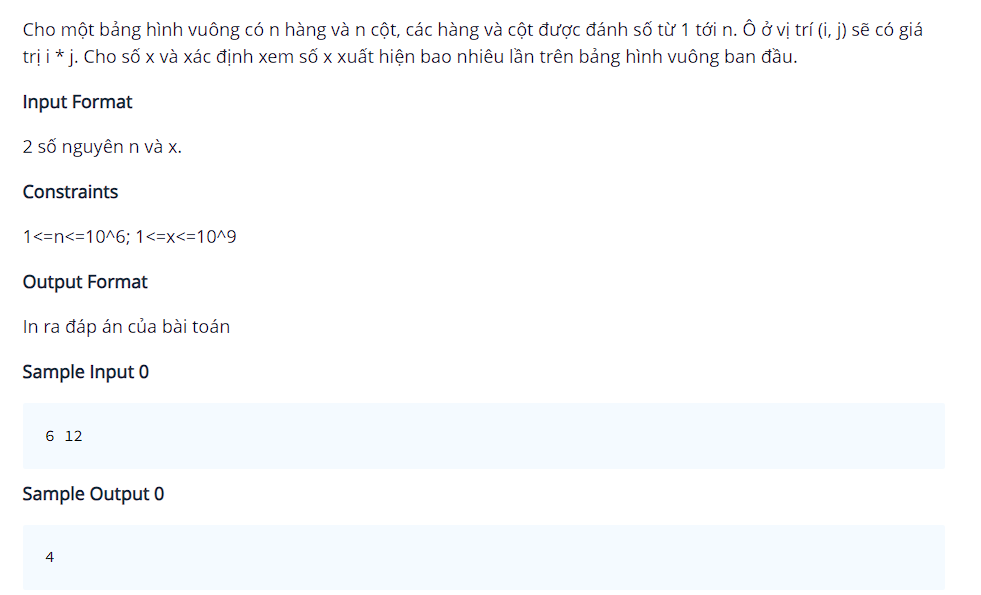 Cho một bảng hình vuông có n hàng và n cột, các hàng và cột được đánh số từ 1 tới n. Ô ở vị trí (i, j) sẽ có giá
trị i * j. Cho số x và xác định xem số x xuất hiện bao nhiêu lần trên bảng hình vuông ban đầu.
Input Format
2 số nguyên n và x.
Constraints
1<=n<=10^6; 1<=x<=10^9
Output Format
In ra đáp án của bài toán
Sample Input 0
6 12
Sample Output 0
4